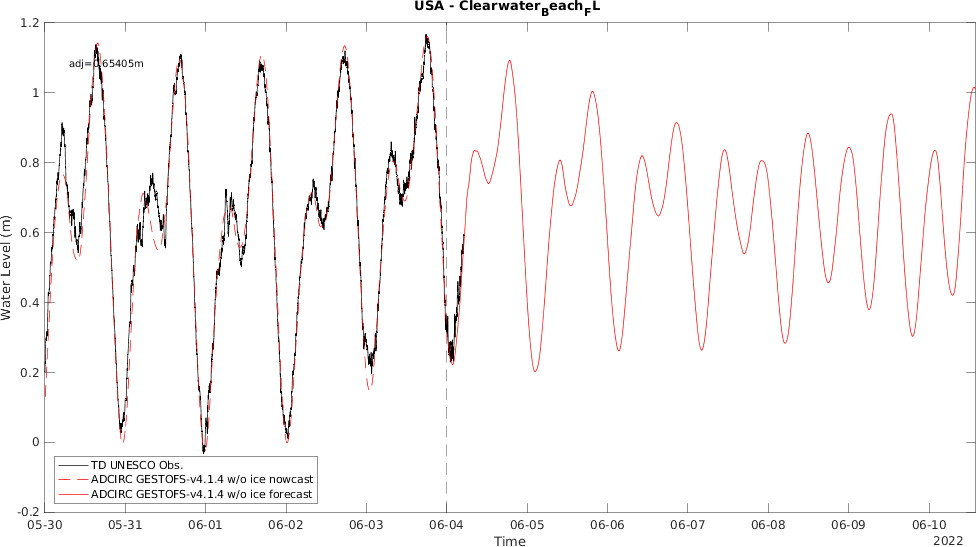 USA - Clearwater_Beach_FL
adj=0.65405m
Water Level (m)
1.2
1
0.8
0.6
0.4
0.2
0
-0.2
TD UNESCO Obs.
ADCIRC GESTOFS-v4.1.4 w/o ice nowcast
ADCIRC GESTOFS-v4.1.4 w/o ice forecast
05-30 05-31 06-01 06-02 06-03 06-04 06-05 06-06 06-07 06-08 06-09 06-10
Time
2022